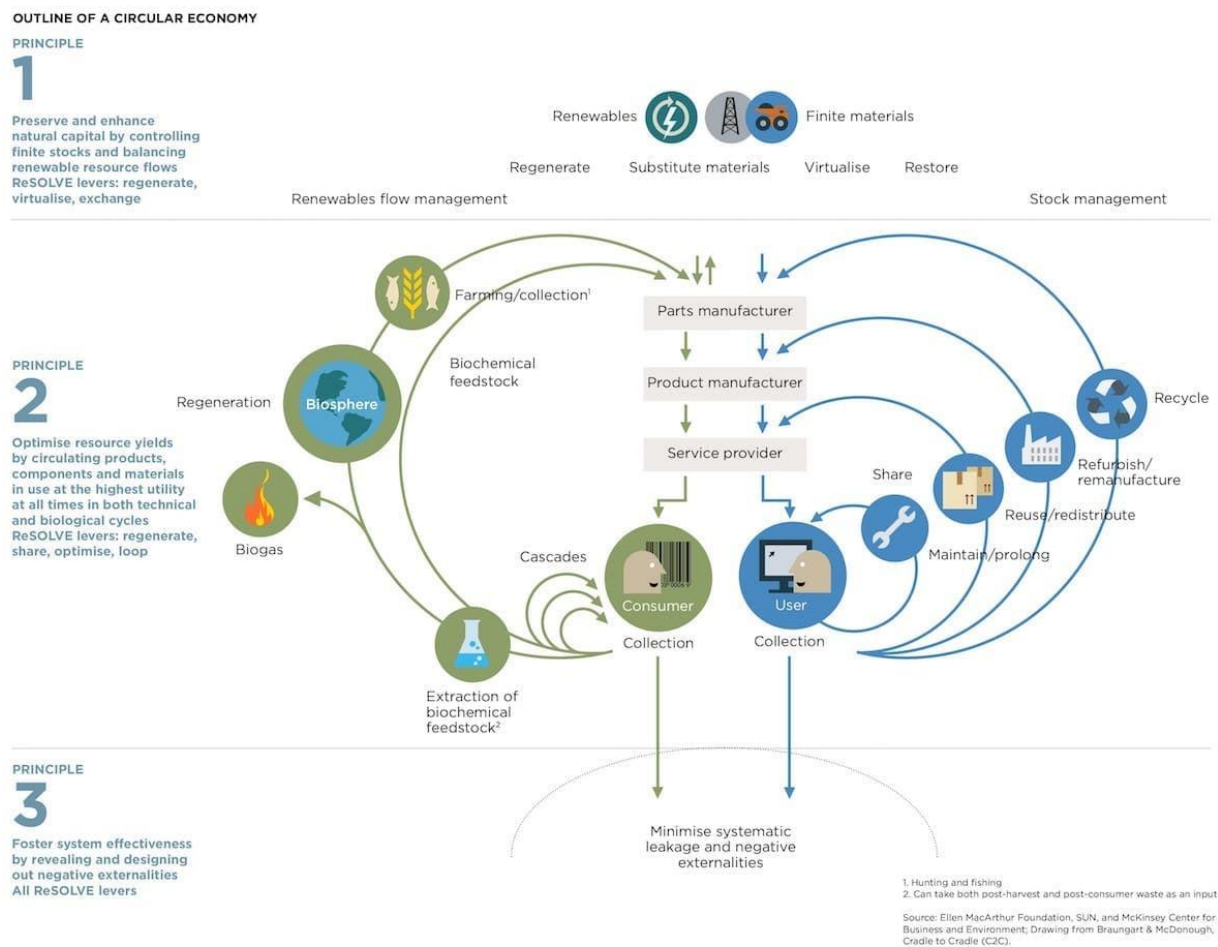 OUTLINE OF A CIRCULAR ECONOMY
PRINCIPLE
1
Preserve and enhance
natural capital by controlling
finite stocks and balancing
renewable resource flows
ReSOLVE levers: regenerate,
virtualise, exchange
Renewables
Finite materials
Regenerate
Substitute materials
Virtualise
Restore
Renewables flow management
Stock management
PRINCIPLE
2
Optimise resource yields
by circulating products,
components and materials
in use at the highest utility
at all times in both technical
and biological cycles
ReSOLVE levers: regenerate,
share, optimise, loop
Farming/collection¹
Biochemical
feedstock
Regeneration
Biosphere
Biogas
Cascades
Extraction of
biochemical
feedstock²
Parts manufacturer
Product manufacturer
Service provider
Consumer
Collection
User
Collection
Share
Maintain/prolong
Reuse/redistribute
Refurbish/
remanufacture
Recycle
PRINCIPLE
3
Foster system effectiveness
by revealing and designing
out negative externalities
All ReSOLVE levers
Minimise systematic
leakage and negative
externalities
1. Hunting and fishing
2. Can take both post-harvest and post-consumer waste as an input
Source: Ellen MacArthur Foundation, SUN, and McKinsey Center for
Business and Environment; Drawing from Braungart & McDonough,
Cradle to Cradle (C2C).